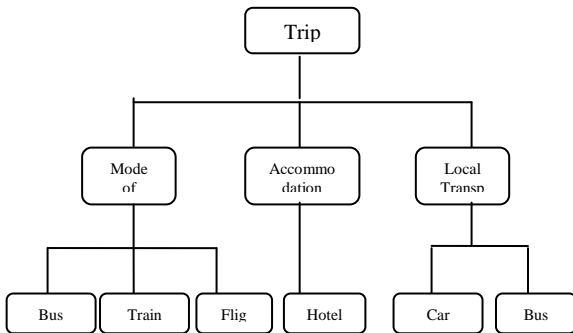 Trip
Mode
of
Accommo
dation
Local
Transp
Bus
Train
Flig
Hotel
Car
Bus